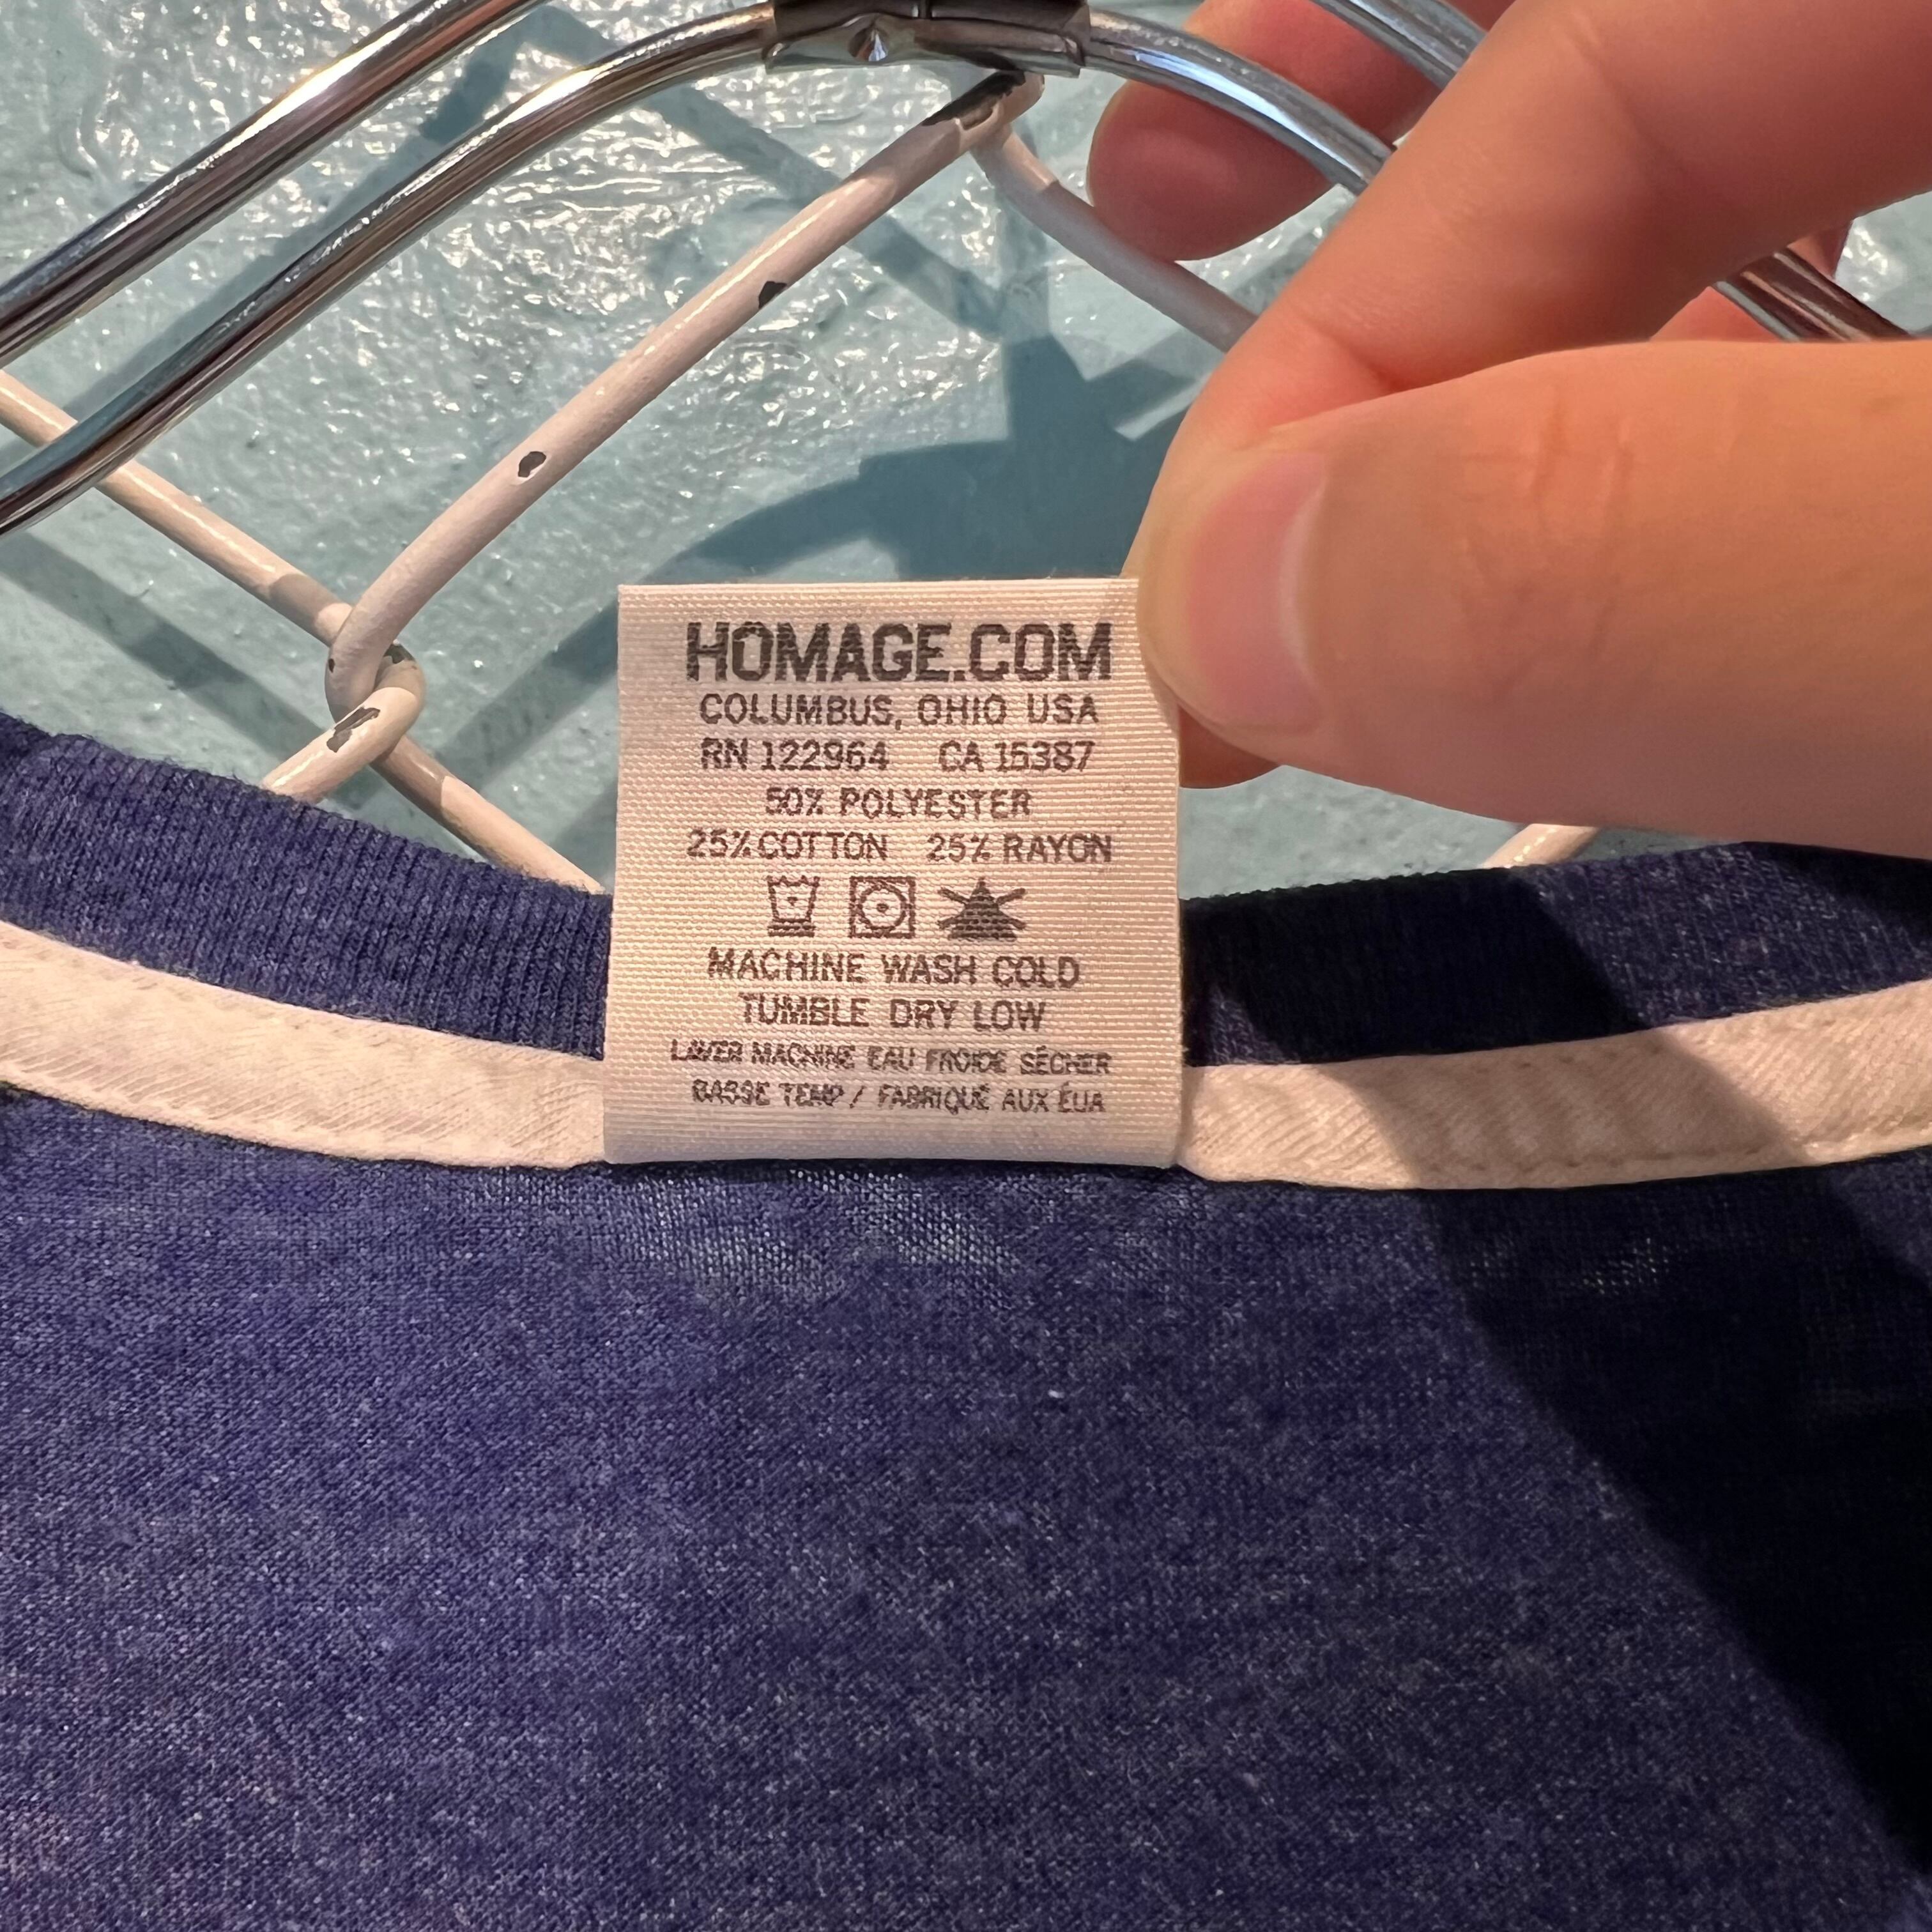 HOMAGE.COM
COLUMBUS, OHIO USA
RN 122964 CA 15387
50% POLYESTER
25% COTTON 25% RAYON
MACHINE WASH COLD
TUMBLE DRY LOW
LAVER MACHINE EAU FROIDE SÉCHER
BASSE TEMP / FABRIQUÉ AUX ÉUA